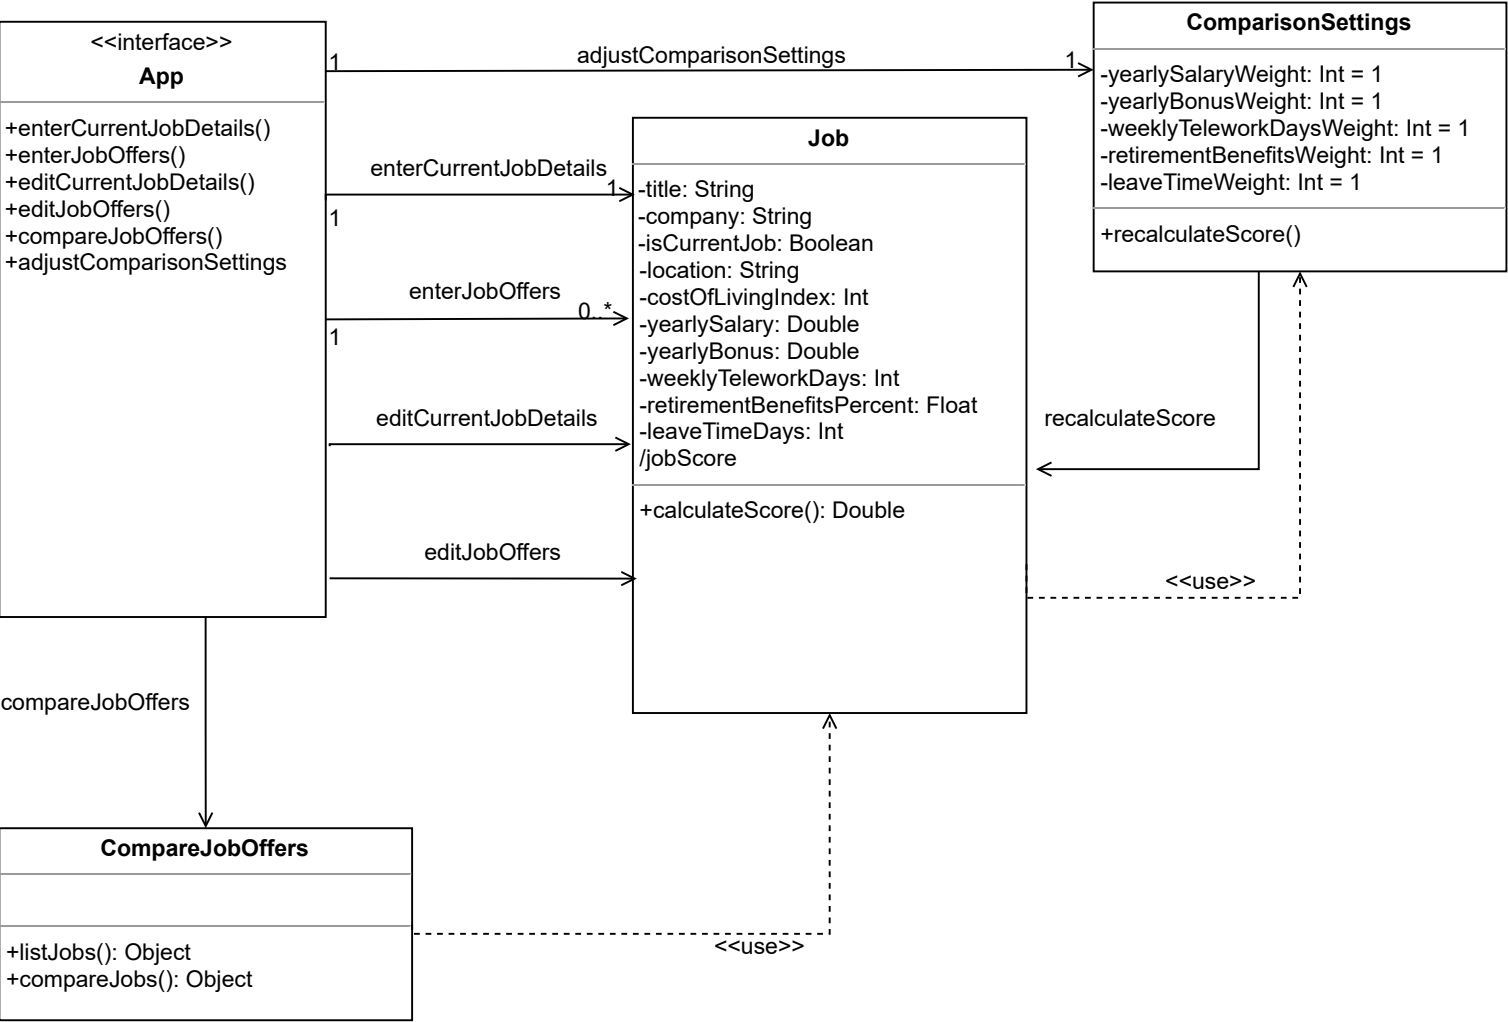 <<interface>>
App
+enterCurrentJobDetails()
+enterJobOffers()
+editCurrentJobDetails()
+editJobOffers()
+compareJobOffers()
+adjustComparisonSettings
1
adjustComparisonSettings
1
ComparisonSettings
-yearlySalaryWeight: Int = 1
-yearlyBonusWeight: Int = 1
-weeklyTeleworkDaysWeight: Int = 1
-retirementBenefitsWeight: Int = 1
-leaveTimeWeight: Int = 1
+recalculateScore()
enterCurrentJobDetails
1
1
enterJobOffers
0..*
1
editCurrentJobDetails
editJobOffers
Job
-title: String
-company: String
-isCurrentJob: Boolean
-location: String
-costOfLivingIndex: Int
-yearlySalary: Double
-yearlyBonus: Double
-weeklyTeleworkDays: Int
-retirementBenefitsPercent: Float
-leaveTimeDays: Int
/jobScore
+calculateScore(): Double
recalculateScore
<<use>>
compareJobOffers
CompareJobOffers
+listJobs(): Object
+compareJobs(): Object
<<use>>